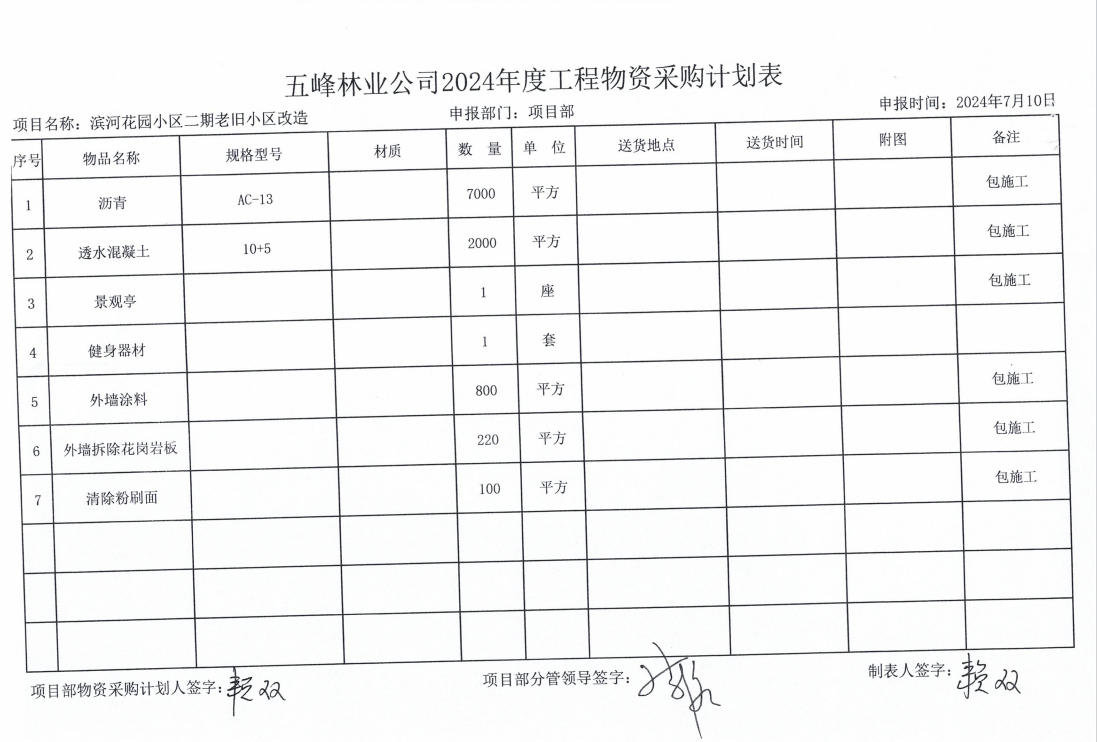 五峰林业公司2024年度工程物资采购计划表
项目名称：滨河花园小区二期老旧小区改造 申报部门：项目部 申报时间：2024年7月10日
序号 物品名称 规格型号 材质 数 量 单 位 送货地点 送货时间 附图 备注
1 沥青 AC-13 7000 平方 包施工
2 透水混凝土 10+5 2000 平方 包施工
3 景观亭 1 座 包施工
4 健身器材 1 套
5 外墙涂料 800 平方 包施工
6 外墙拆除花岗岩板 220 平方 包施工
7 清除粉刷面 100 平方 包施工
项目部物资采购计划人签字：赖双 项目部分管领导签字： 制表人签字：赖双